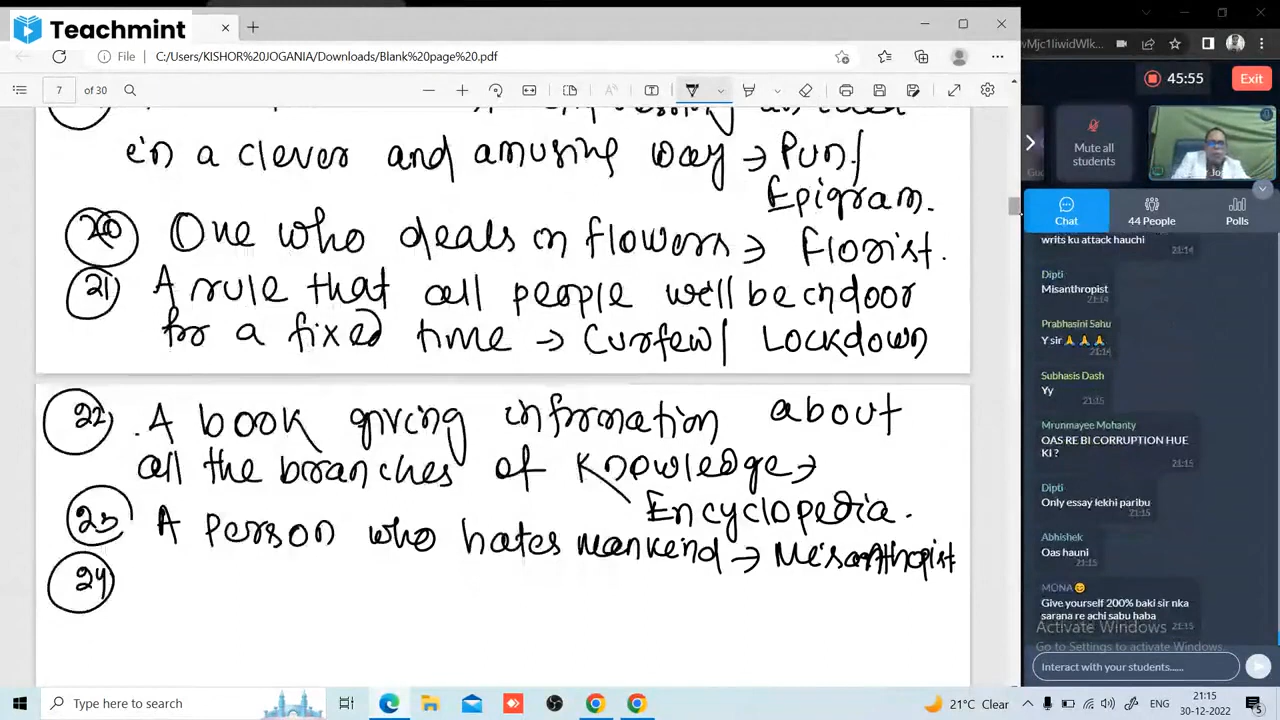 Teachmint
File C:/Users/KISHOR%20JOGANIA/Downloads/Blank%20page%20.pdf
7 of 30
in a clever and amusing way → Pun/
Epigram.
20 One who deals in flowers → Florist.
21 A rule that all people will be indoor
for a fixed time → Curfew/ Lockdown
22 . A book giving information about
all the branches of Knowledge →
Encyclopedia.
23 A person who hates mankind → Misanthropist
24
wMjc1IiwidWlk...
45:55 Exit
Mute all
students
Chat 44 People Polls
writs ku attack hauchi
21:14
Dipti
Misanthropist
21:14
Prabhasini Sahu
Y sir 🙏🙏🙏
21:14
Subhasis Dash
Yy
21:15
Mrunmayee Mohanty
OAS RE BI CORRUPTION HUE
KI ?
21:15
Dipti
Only essay lekhi paribu
21:15
Abhishek
Oas hauni
21:15
MONA😊
Give yourself 200% baki sir nka
sarana re achi sabu haba
21:15
Activate Windows
Go to Settings to activate Windows.
Interact with your students......
Type here to search
21°C Clear
ENG
21:15
30-12-2022
5